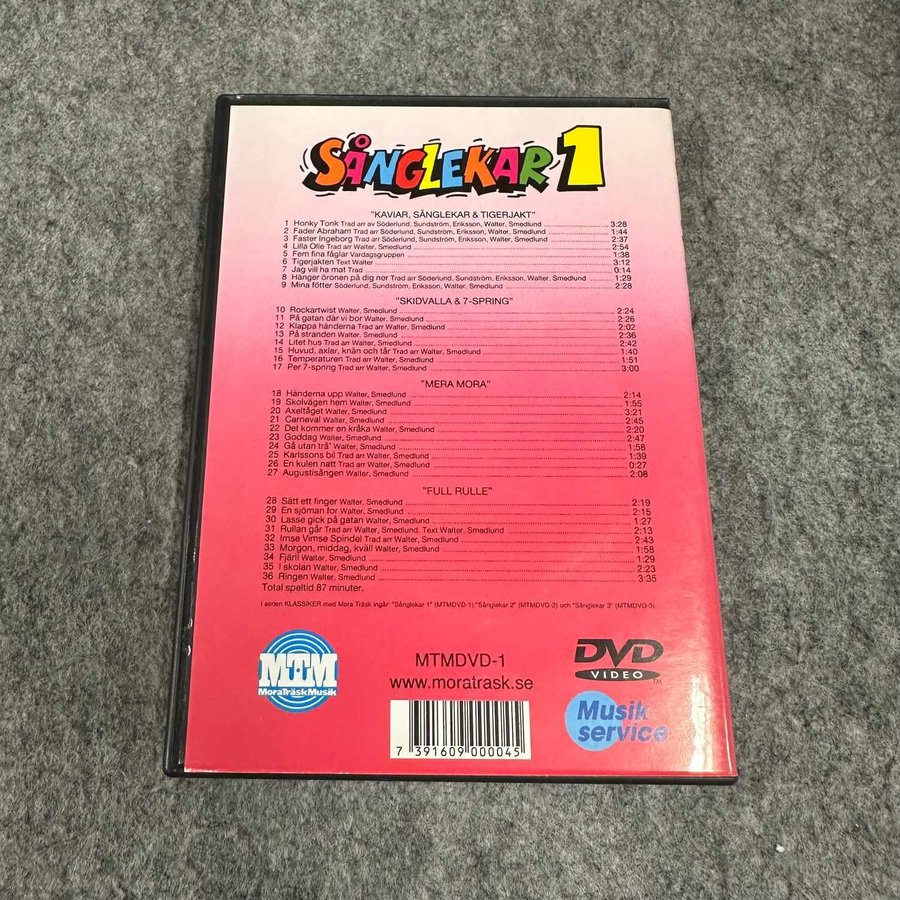 SÅNGLEKAR 1
"KAVIAR, SÅNGLEKAR & TIGERJAKT"
1 Honky Tonk Trad arr av Söderlund, Sundström, Eriksson, Walter, Smedlund 3:28
2 Fader Abraham Trad arr Söderlund, Sundström, Eriksson, Walter, Smedlund 1:44
3 Faster Ingeborg Trad arr Söderlund, Sundström, Eriksson, Walter, Smedlund 2:37
4 Lilla Olle Trad arr Walter, Smedlund 2:54
5 Fem fina fåglar Vardagsgruppen 1:38
6 Tigerjakten Text Walter 3:12
7 Jag vill ha mat Trad 0:14
8 Hänger öronen på dig ner Trad arr Söderlund, Sundström, Eriksson, Walter, Smedlund 1:29
9 Mina fötter Söderlund, Sundström, Eriksson, Walter, Smedlund 2:28
"SKIDVALLA & 7-SPRING"
10 Rockartwist Walter, Smedlund 2:24
11 På gatan där vi bor Walter, Smedlund 2:26
12 Klappa händerna Trad arr Walter, Smedlund 2:02
13 På stranden Walter, Smedlund 2:36
14 Litet hus Trad arr Walter, Smedlund 2:42
15 Huvud, axlar, knän och tår Trad arr Walter, Smedlund 1:40
16 Temperaturen Trad arr Walter, Smedlund 1:51
17 Per 7-spring Trad arr Walter, Smedlund 3:00
"MERA MORA"
18 Händerna upp Walter, Smedlund 2:14
19 Skolvägen hem Walter, Smedlund 1:55
20 Axeltåget Walter, Smedlund 3:21
21 Carneval Walter, Smedlund 2:45
22 Det kommer en kråka Walter, Smedlund 2:20
23 Goddag Walter, Smedlund 2:47
24 Gå utan trå' Walter, Smedlund 1:58
25 Karlssons bil Trad arr Walter, Smedlund 1:39
26 En kulen natt Trad arr Walter, Smedlund 0:27
27 Augustisången Walter, Smedlund 2:08
"FULL RULLE"
28 Sätt ett finger Walter, Smedlund 2:19
29 En sjöman for Walter, Smedlund 2:15
30 Lasse gick på gatan Walter, Smedlund 1:27
31 Rullan går Trad arr Walter, Smedlund, Text Walter, Smedlund 2:13
32 Imse Vimse Spindel Trad arr Walter, Smedlund 2:43
33 Morgon, middag, kväll Walter, Smedlund 1:58
34 Fjäril Walter, Smedlund 1:29
35 I skolan Walter, Smedlund 2:23
36 Ringen Walter, Smedlund 3:35
Total speltid 87 minuter.
I serien KLASSIKER med Mora Träsk ingår: "Sånglekar 1" (MTMDVD-1), "Sånglekar 2" (MTMDVD-2) och "Sånglekar 3" (MTMDVD-3).
MTM
MoraTräskMusik
MTMDVD-1
www.moratrask.se
7 391609 000045
DVD
VIDEO TM
Musik
service